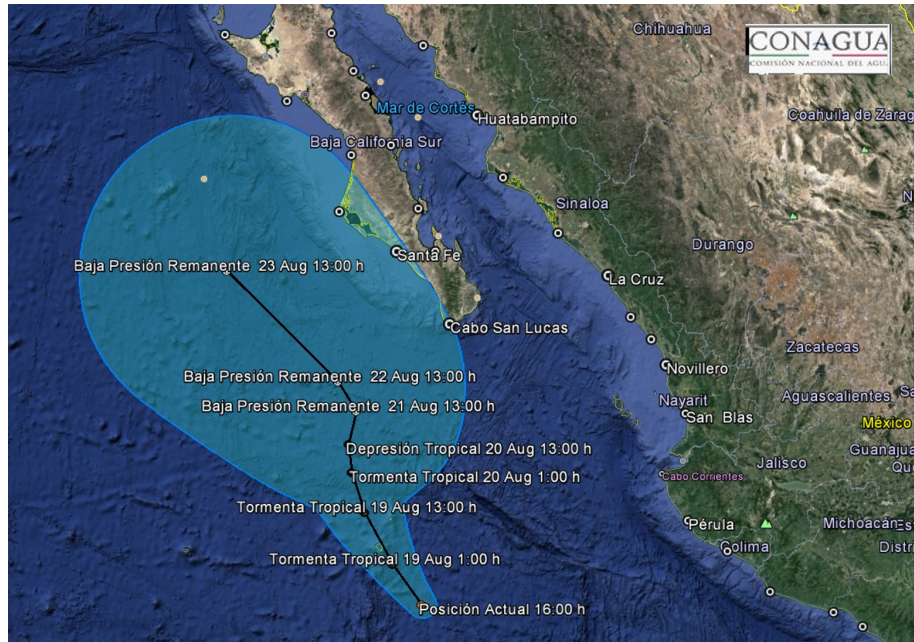 Chihuahua
CONAGUA
COMISIÓN NACIONAL DEL AGU
Mar de Cortés
Huatabampito
Coahuila de Zarag
Baja California Sur
Sinaloa
N
Durango
Santa Fe
Baja Presión Remanente 23 Aug 13:00 h
La Cruz
Cabo San Lucas
Zacatecas
Novillero
Baja Presión Remanente 22 Aug 13:00 h
Aguascalientes
Sa
Nayarit
Baja Presión Remanente 21 Aug 13:00 h
San Blas
México
Depresión Tropical 20 Aug 13:00 h
Guanajua
Jalisco
Qu
Tormenta Tropical 20 Aug 1:00 h
Cabo Corrientes
Tormenta Tropical 19 Aug 13:00 h
Pérula
Michoacán
Es
Colima
Distri
Tormenta Tropical 19 Aug 1:00 h
Posición Actual 16:00 h